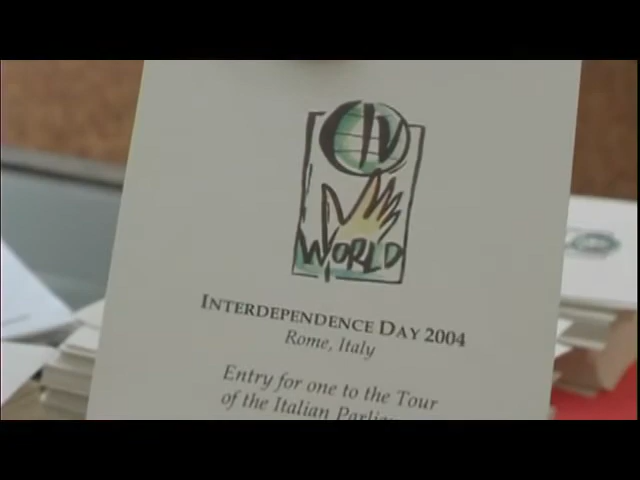 CIV
WORLD
INTERDEPENDENCE DAY 2004
Rome, Italy
Entry for one to the Tour
of the Italian